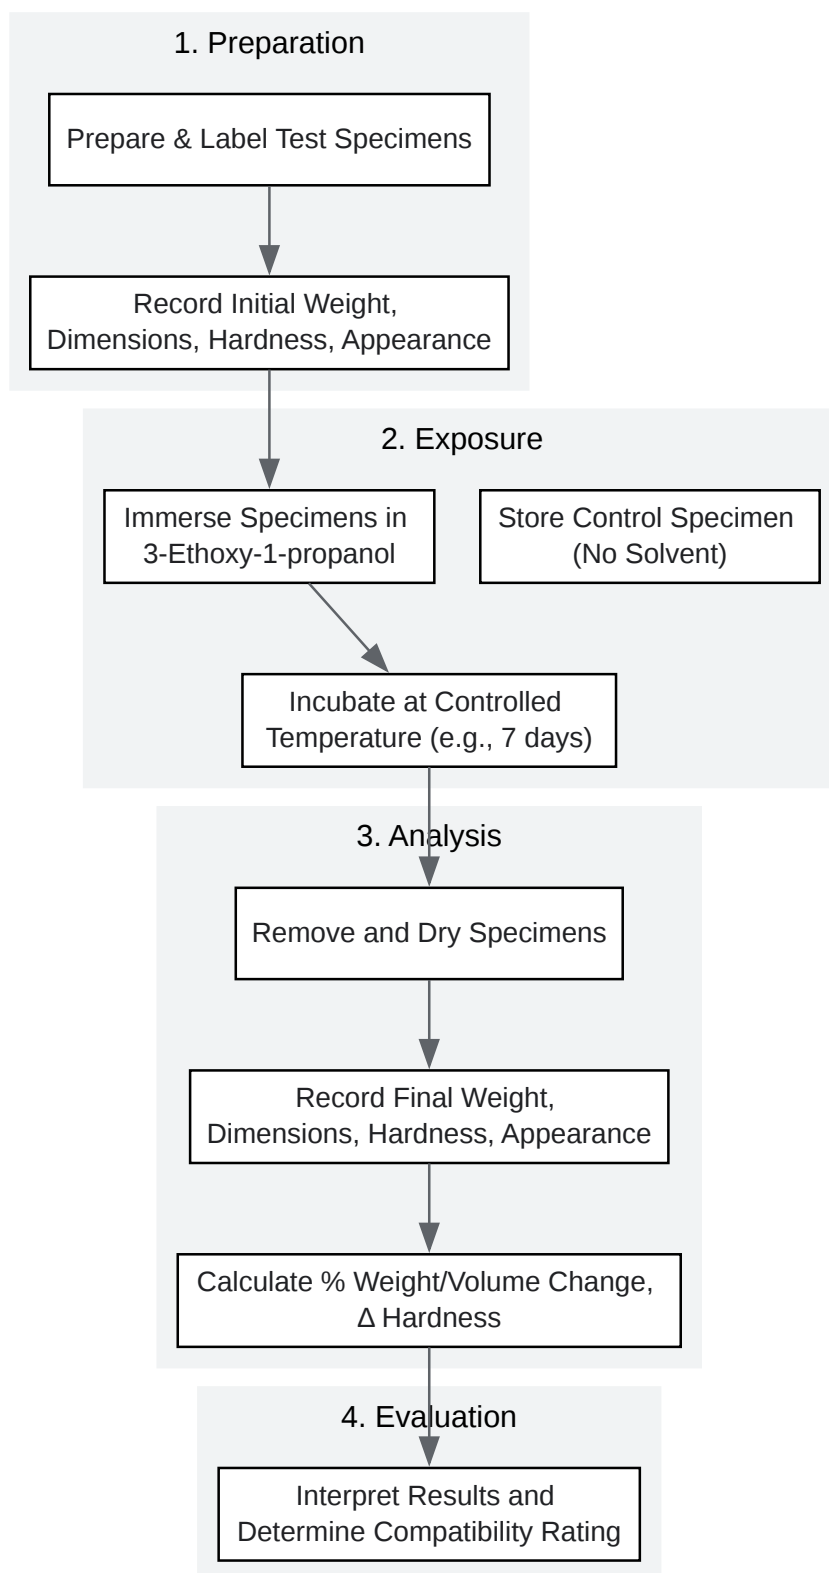 1. Preparation
Prepare & Label Test Specimens
Record Initial Weight,
Dimensions, Hardness, Appearance
2. Exposure
Immerse Specimens in
3-Ethoxy-1-propanol
Store Control Specimen
(No Solvent)
Incubate at Controlled
Temperature (e.g., 7 days)
3. Analysis
Remove and Dry Specimens
Record Final Weight,
Dimensions, Hardness, Appearance
Calculate % Weight/Volume Change,
Δ Hardness
4. Evaluation
Interpret Results and
Determine Compatibility Rating